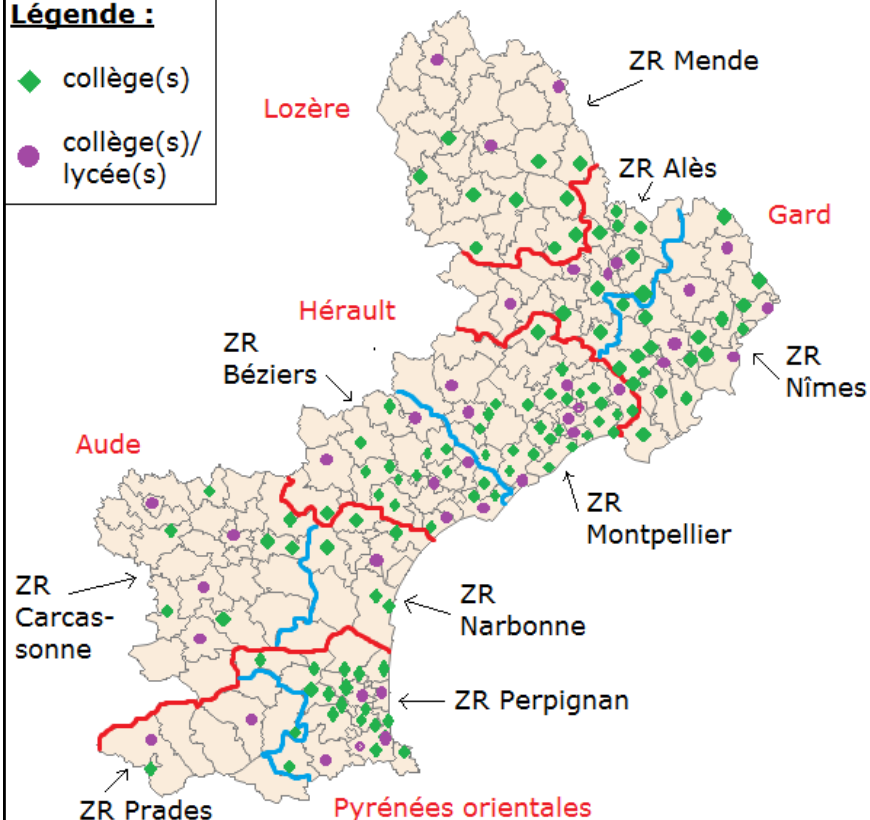 Légende :
collège(s)
collège(s)/
lycée(s)
ZR Mende
Lozère
ZR Alès
Gard
Hérault
ZR
Béziers
ZR
Nîmes
Aude
ZR
Montpellier
ZR
Carcas-
sonne
ZR
Narbonne
ZR Perpignan
ZR Prades
Pyrénées orientales